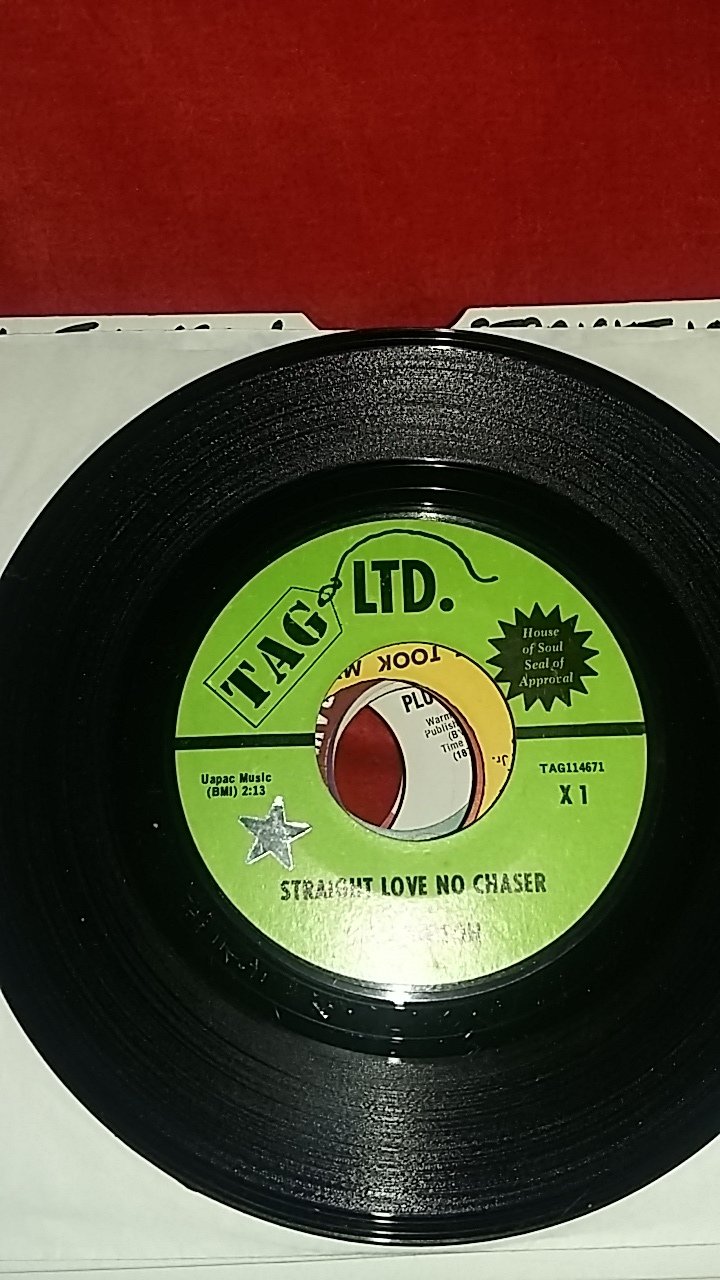 TAG LTD.
House
of Soul
Seal of
Approval
TOOK
PLU
Jr.
Uapac Music
(BMI) 2:13
TAG114671
X 1
STRAIGHT LOVE NO CHASER